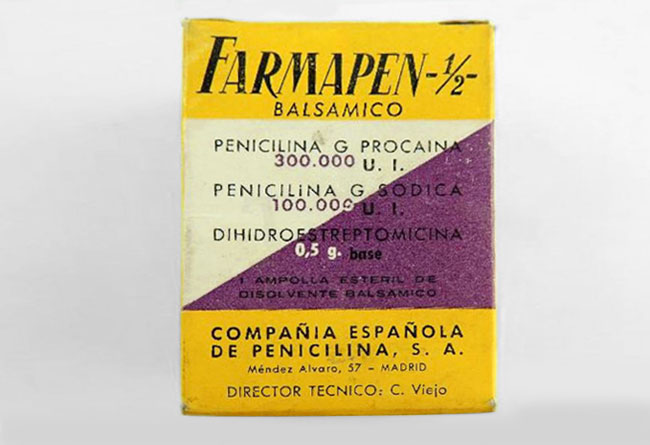 FARMAPEN-½-
BALSAMICO
PENICILINA G PROCAINA
300.000 U. I.
PENICILINA G SODICA
100.000 U. I.
DIHIDROESTREPTOMICINA
0,5 g. base
1 AMPOLLA ESTERIL DE
DISOLVENTE BALSAMICO
COMPAÑIA ESPAÑOLA
DE PENICILINA, S. A.
Méndez Alvaro, 57 – MADRID
DIRECTOR TECNICO: C. Viejo